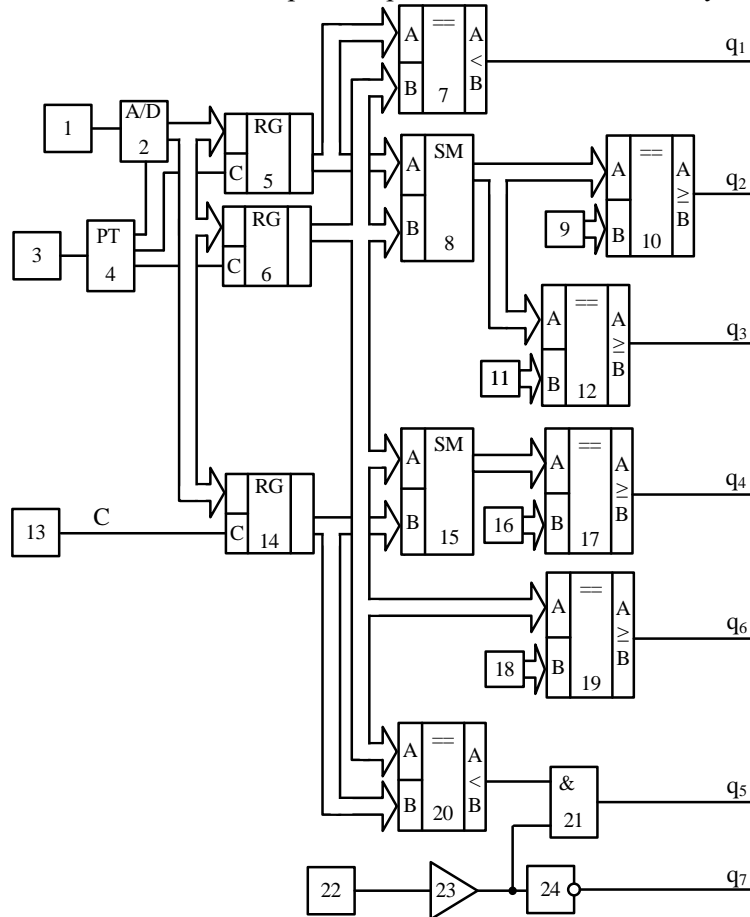 == A
A < q1
B B
7
A/D
1 2
RG SM
5 A == A
C A ≥ q2
8 B
RG B 9 B 10
PT
3 4 C 6
== A
A ≥ q3
B
11 B 12
SM == A
A A ≥ q4
RG B
C B 15 16 B 17
13 C 14
== A
A ≥ q6
B
18 B 19
== A
A <
B B & q5
20 21
22 23 24 q7